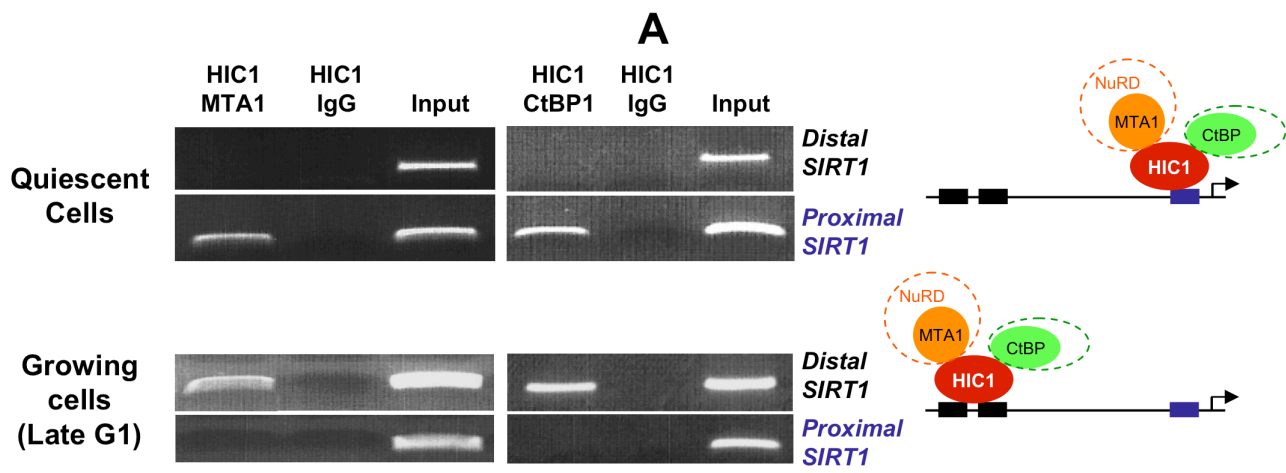 A
HIC1 MTA1
HIC1 IgG
Input
HIC1 CtBP1
HIC1 IgG
Input
Quiescent
Cells
Distal
SIRT1
Proximal
SIRT1
NuRD
MTA1
CtBP
HIC1
Growing
cells
(Late G1)
Distal
SIRT1
Proximal
SIRT1
NuRD
MTA1
CtBP
HIC1